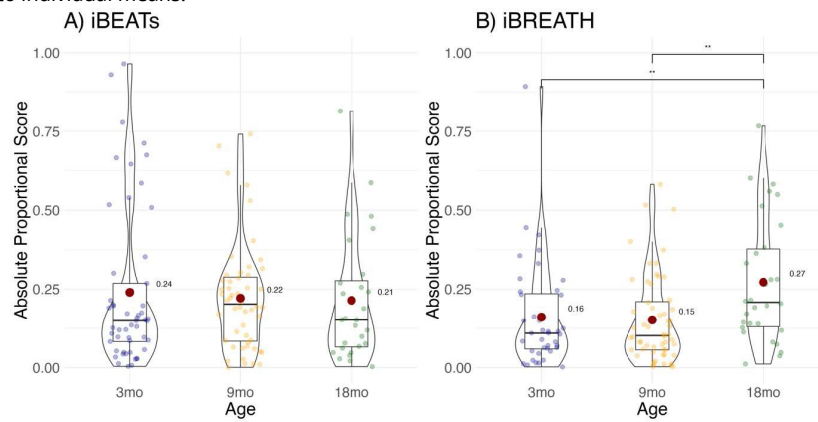 A) iBEATs
B) iBREATH
Absolute Proportional Score
1.00
0.75
0.50
0.25
0.00
0.24
0.22
0.21
3mo
9mo
18mo
Age
Absolute Proportional Score
1.00
0.75
0.50
0.25
0.00
**
**
0.16
0.15
0.27
3mo
9mo
18mo
Age